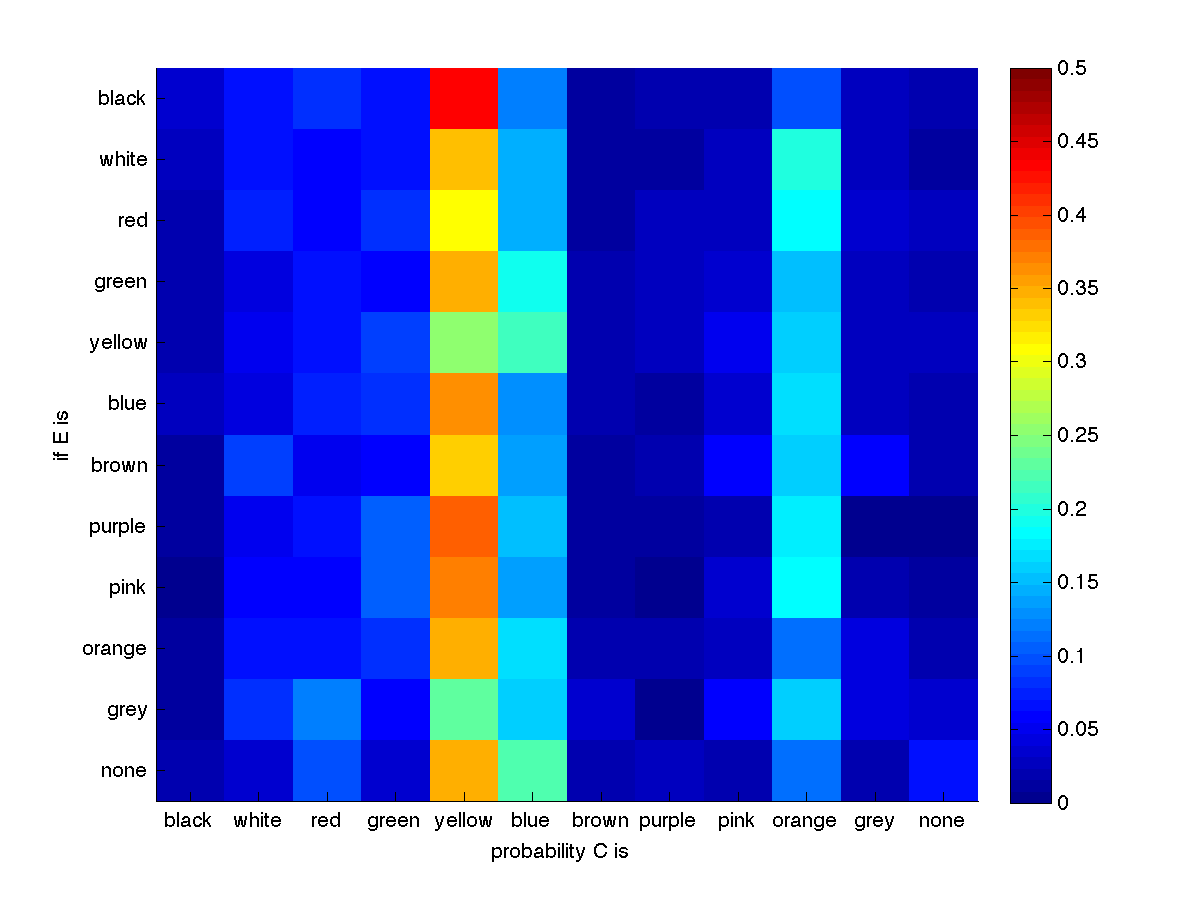 black
white
red
green
yellow
blue
brown
purple
pink
orange
grey
none
if E is
black white red green yellow blue brown purple pink orange grey none
probability C is
0.5
0.45
0.4
0.35
0.3
0.25
0.2
0.15
0.1
0.05
0